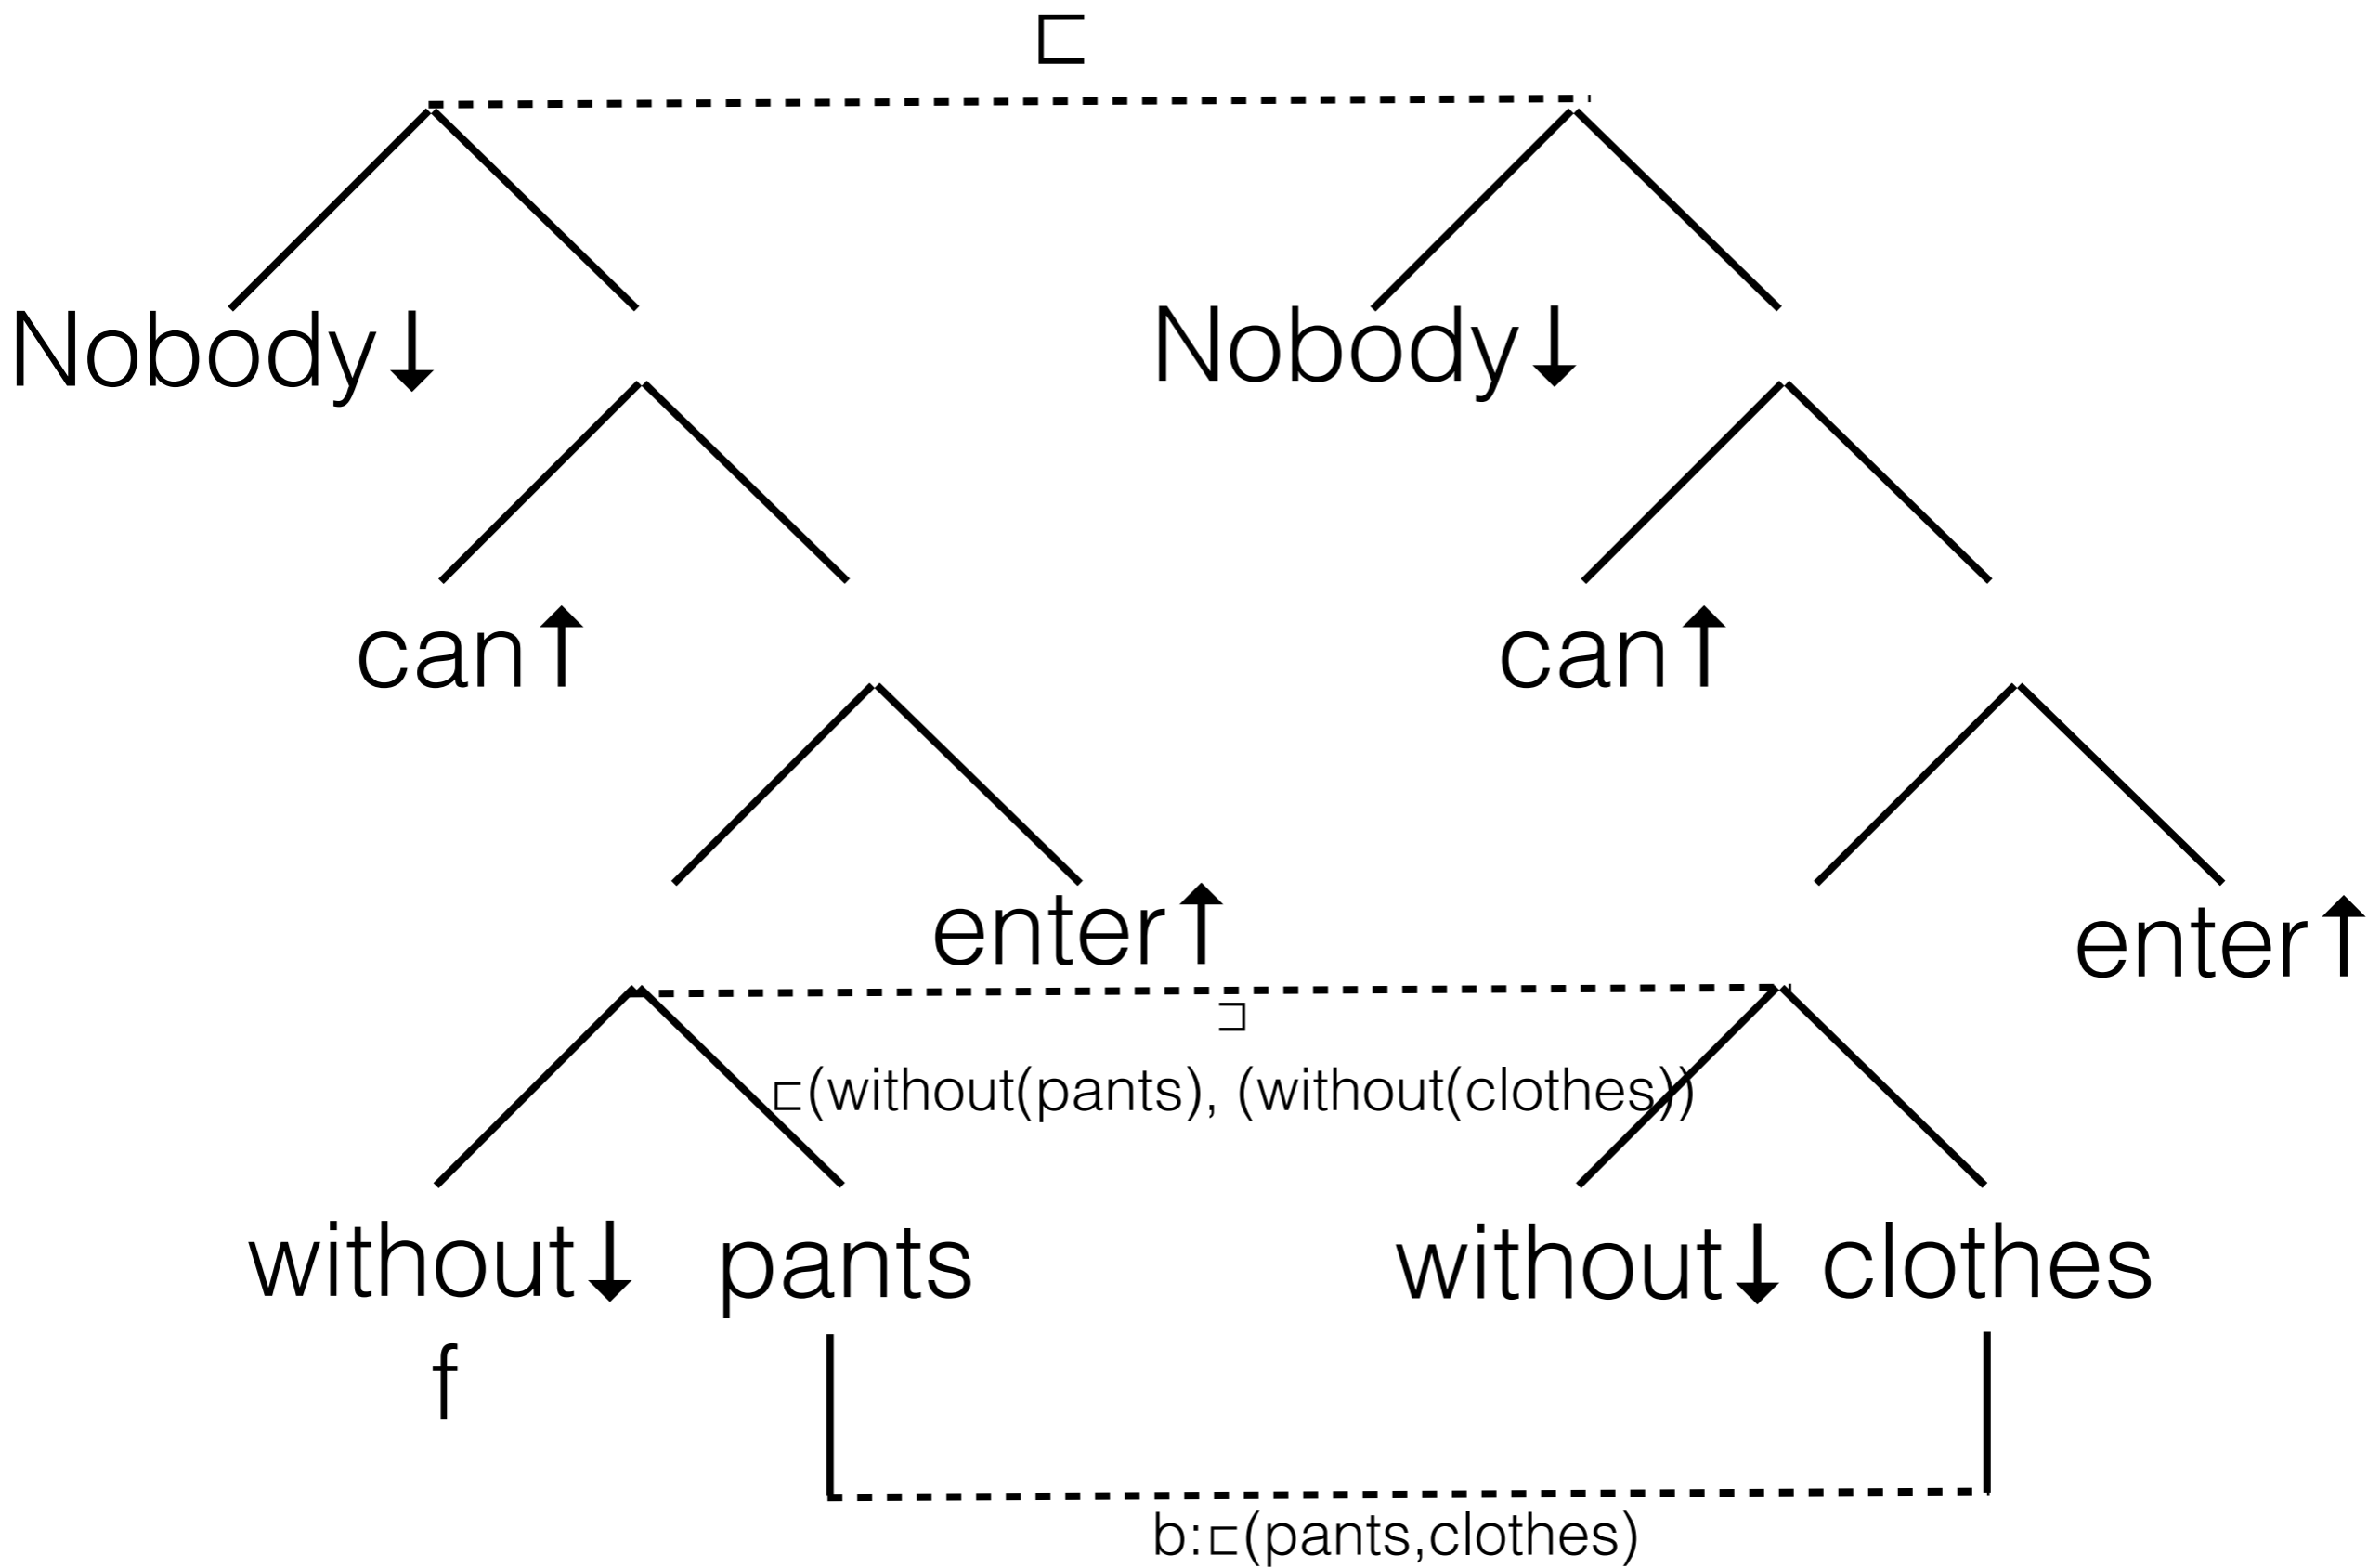 ⊏
Nobody↓ Nobody↓
can↑ can↑
enter↑ enter↑
⊐
⊏(without(pants), (without(clothes))
without↓ pants without↓ clothes
f
b:⊏(pants,clothes)